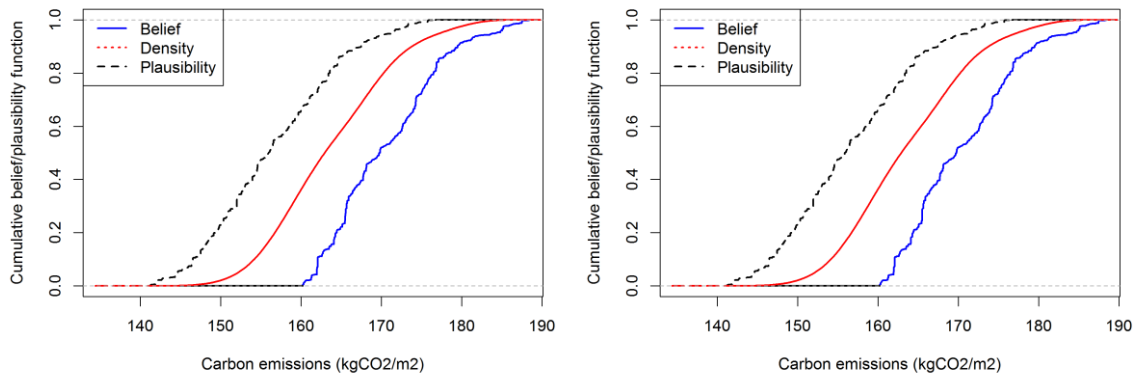 Cumulative belief/plausibility function
1.0
0.8
0.6
0.4
0.2
0.0
Belief
Density
Plausibility
140 150 160 170 180 190
Carbon emissions (kgCO2/m2)
Cumulative belief/plausibility function
1.0
0.8
0.6
0.4
0.2
0.0
Belief
Density
Plausibility
140 150 160 170 180 190
Carbon emissions (kgCO2/m2)